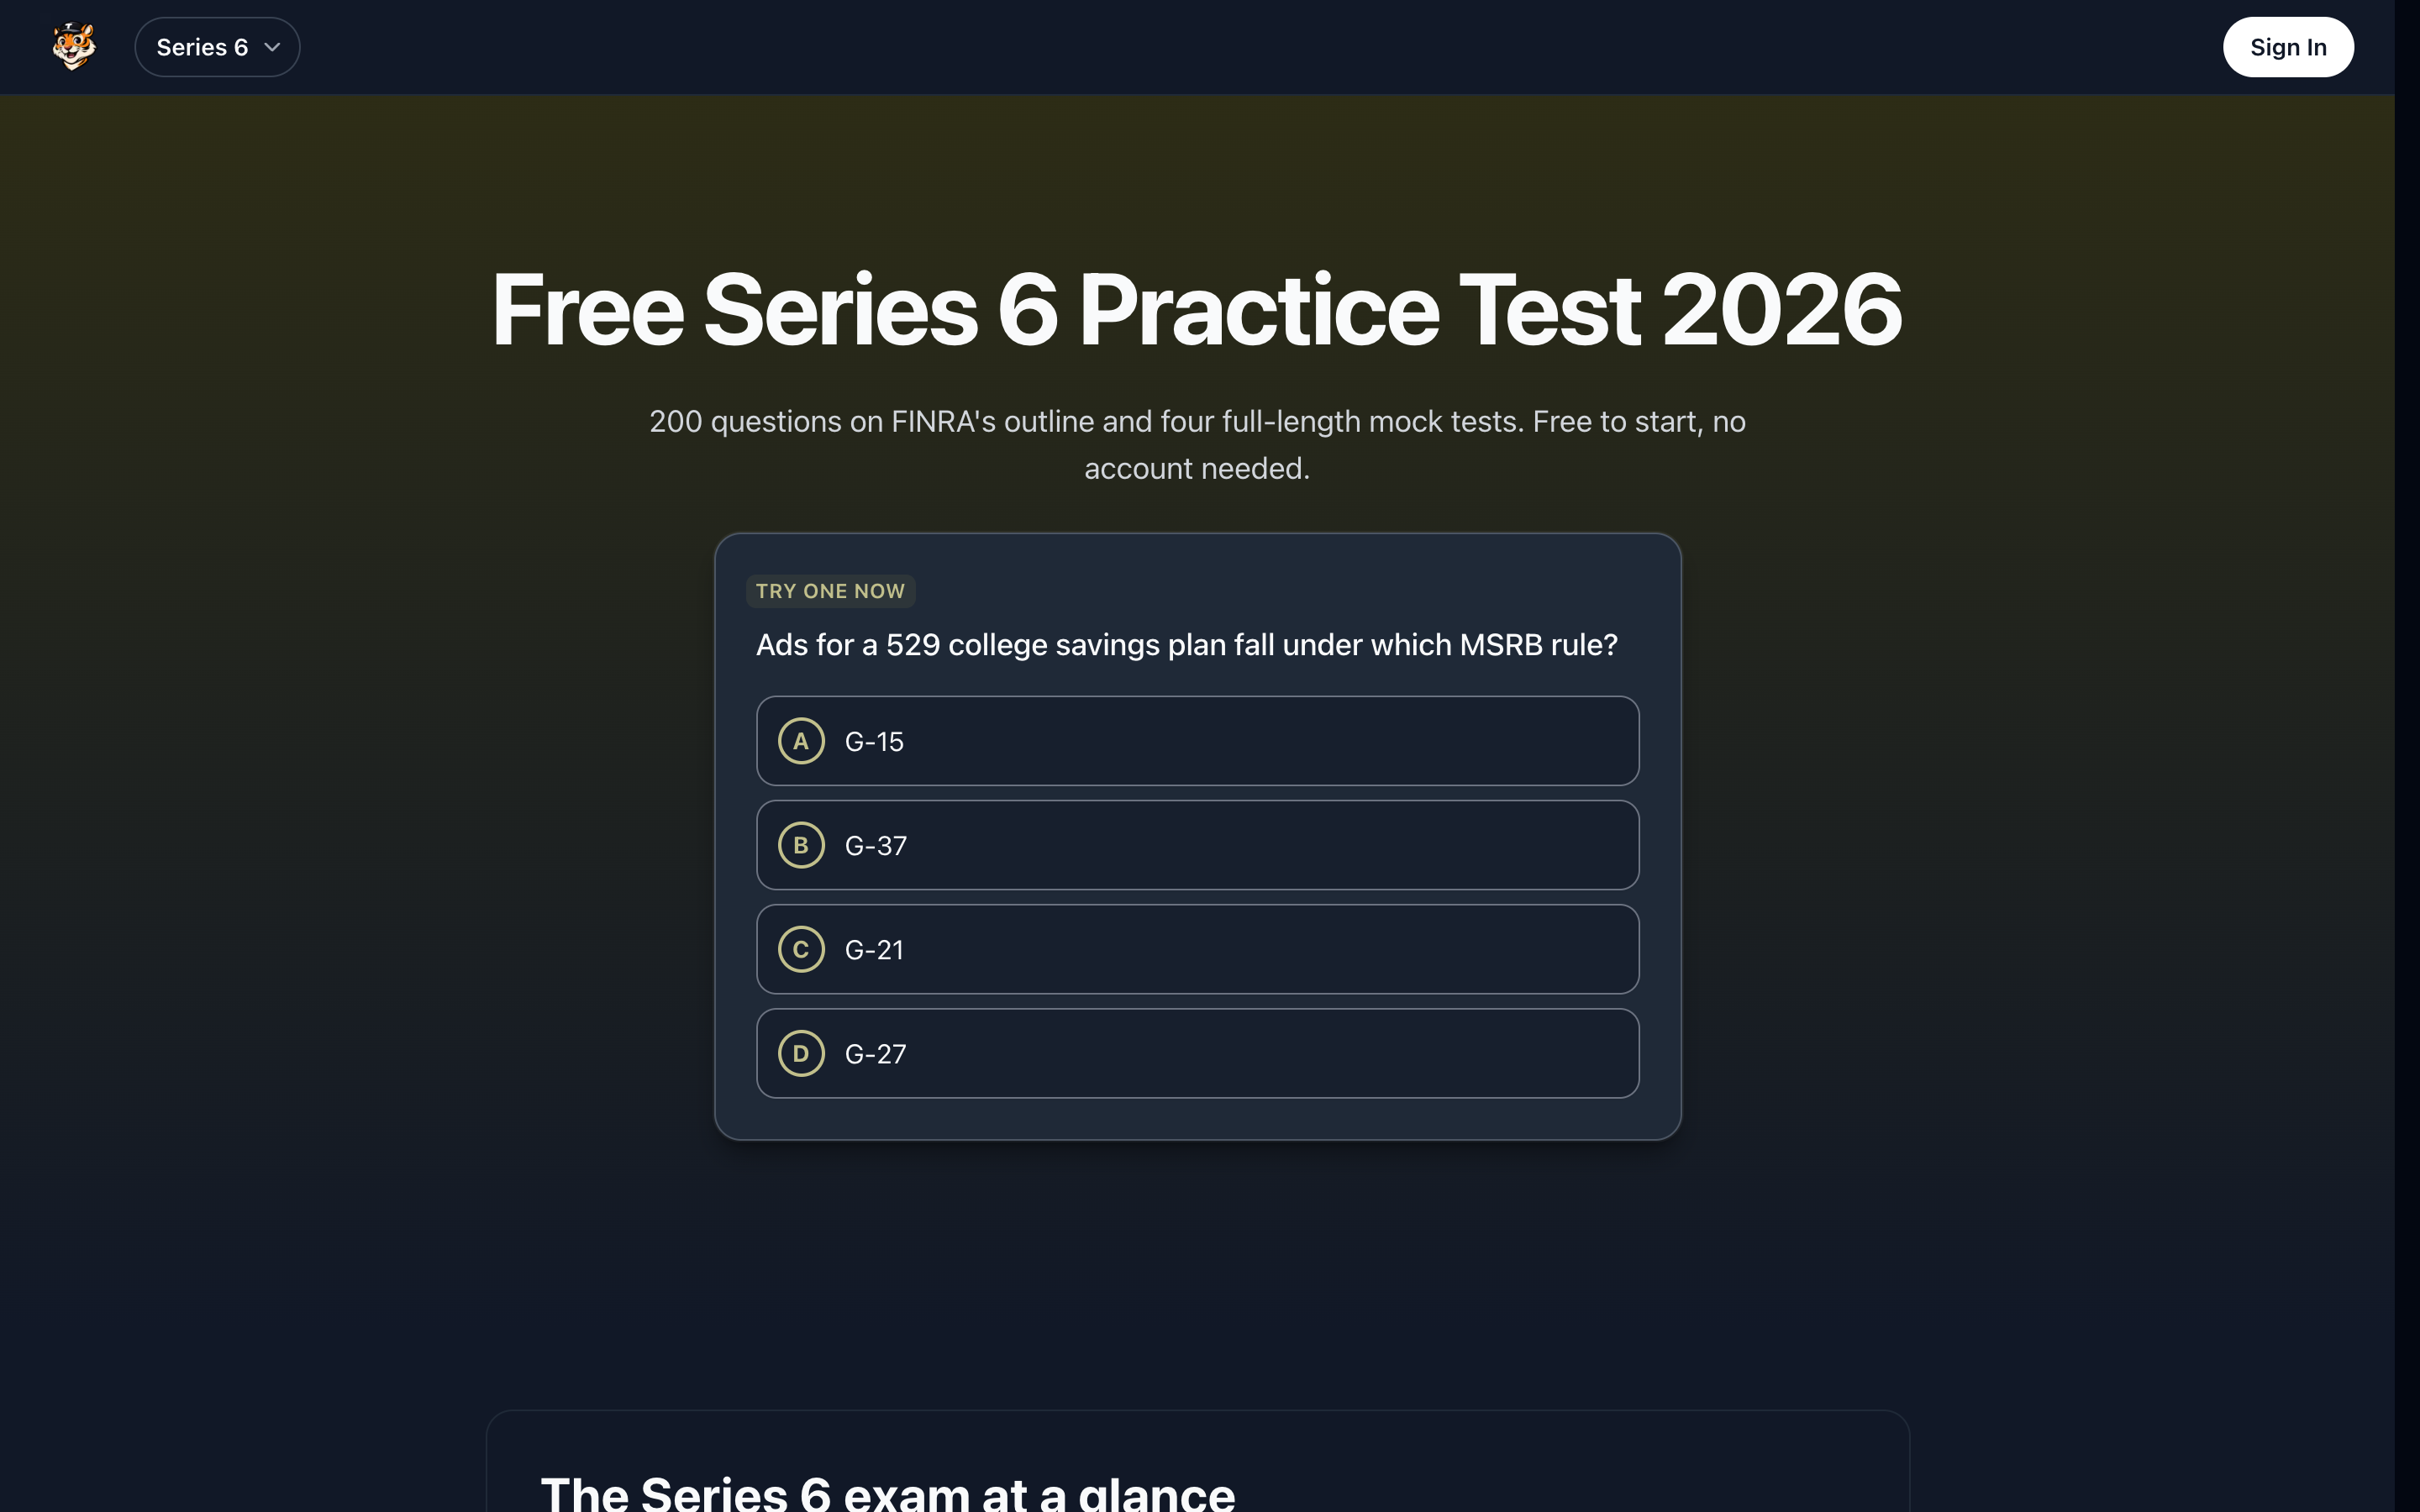 Series 6
Sign In
Free Series 6 Practice Test 2026
200 questions on FINRA's outline and four full-length mock tests. Free to start, no
account needed.
TRY ONE NOW
Ads for a 529 college savings plan fall under which MSRB rule?
A G-15
B G-37
C G-21
D G-27
The Series 6 exam at a glance